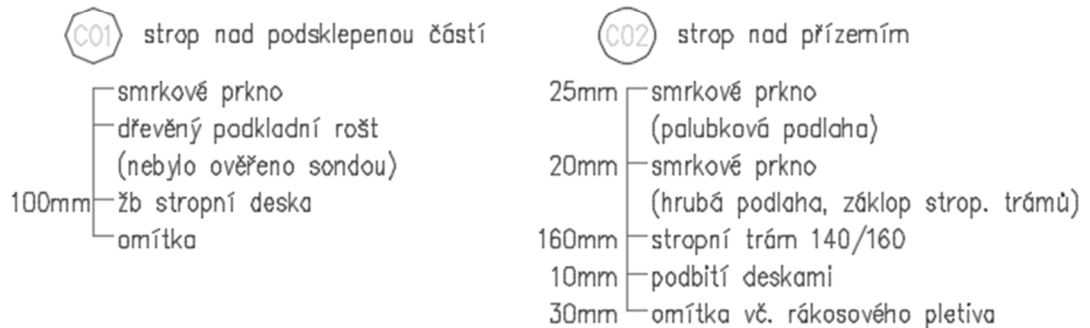 C01 strop nad podsklepenou částí
smrkové prkno
dřevěný podkladní rošt
(nebylo ověřeno sondou)
100mm žb stropní deska
omítka
C02 strop nad přízemím
25mm smrkové prkno
(palubková podlaha)
20mm smrkové prkno
(hrubá podlaha, záklop strop. trámů)
160mm stropní trám 140/160
10mm podbití deskami
30mm omítka vč. rákosového pletiva